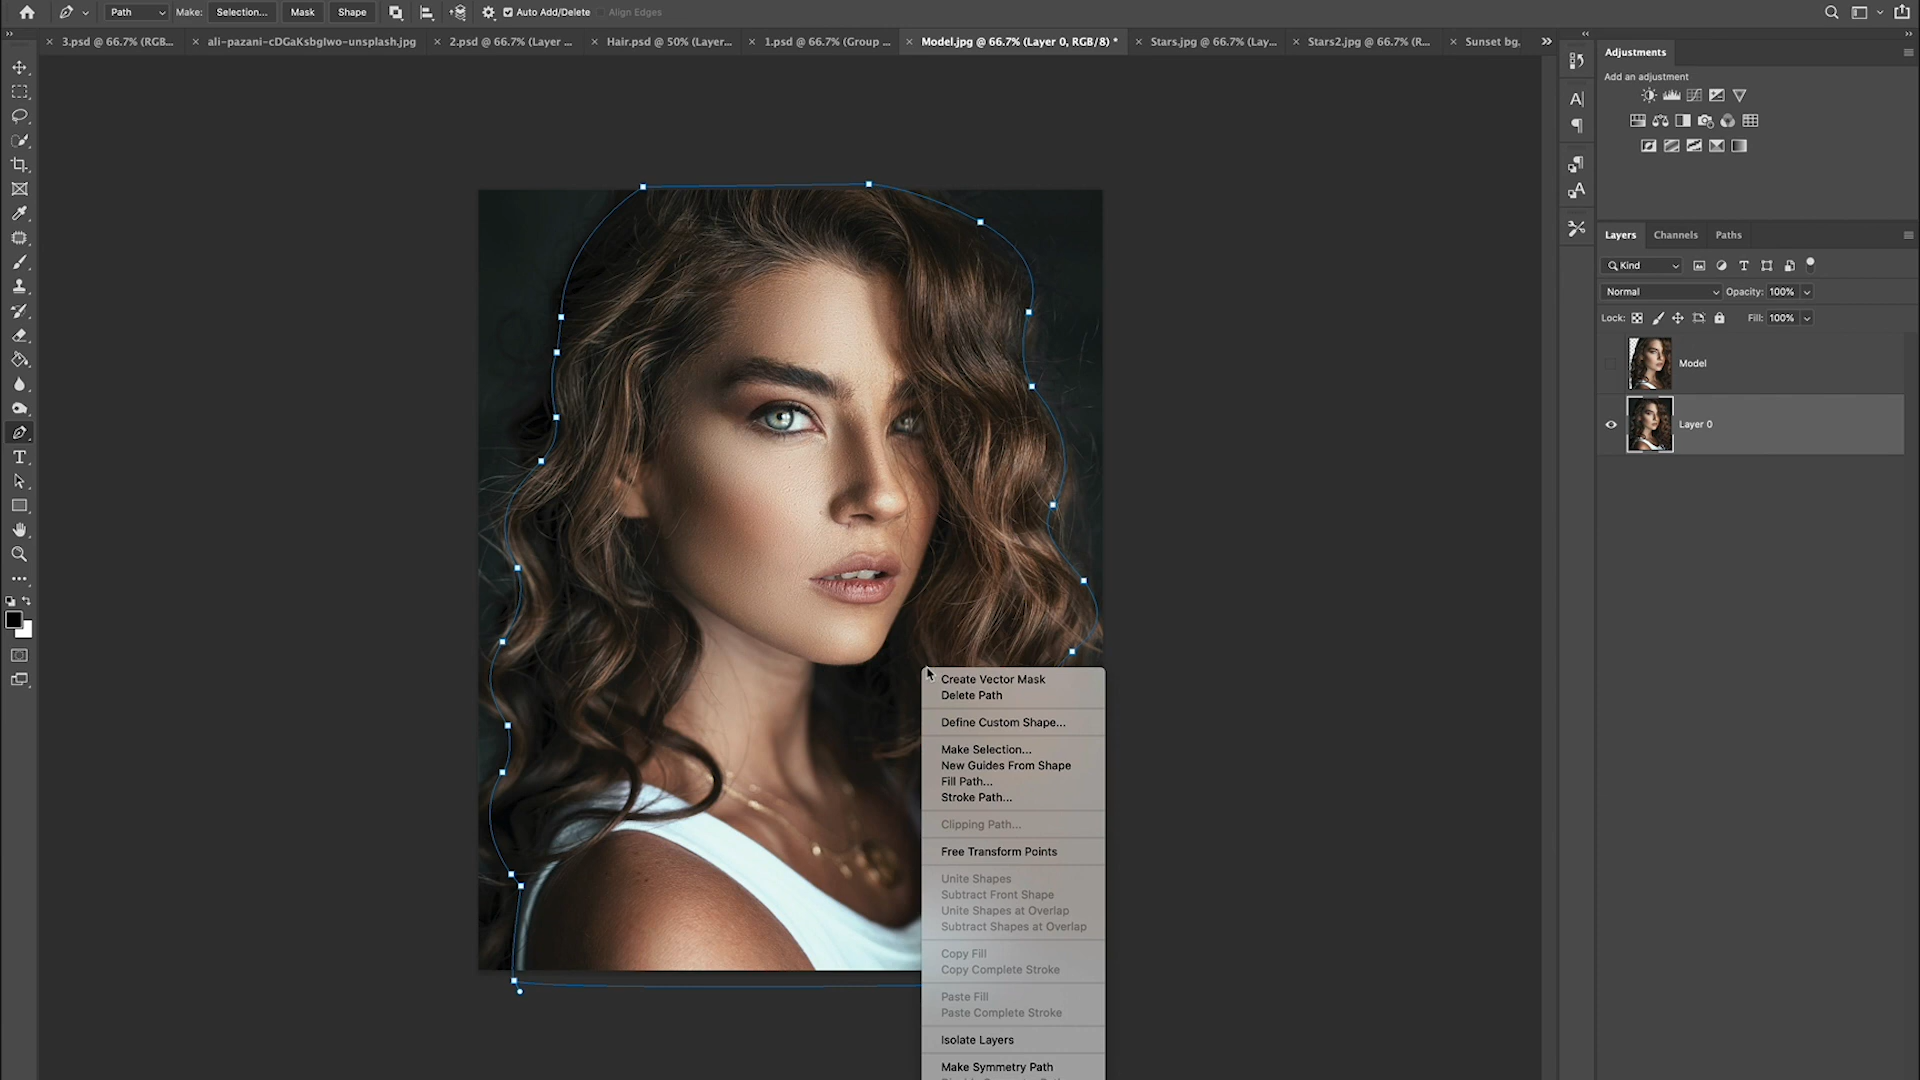 Path Make: Selection... Mask Shape Auto Add/Delete Align Edges
3.psd @ 66.7% (RGB... ali-pazani-cDGaKsbgIwo-unsplash.jpg 2.psd @ 66.7% (Layer ... Hair.psd @ 50% (Layer... 1.psd @ 66.7% (Group ... Model.jpg @ 66.7% (Layer 0, RGB/8) * Stars.jpg @ 66.7% (Lay... Stars2.jpg @ 66.7% (R... Sunset bg.
Adjustments
Add an adjustment
Layers Channels Paths
Kind
Normal Opacity: 100%
Lock: Fill: 100%
Model
Layer 0
Create Vector Mask
Delete Path
Define Custom Shape...
Make Selection...
New Guides From Shape
Fill Path...
Stroke Path...
Clipping Path...
Free Transform Points
Unite Shapes
Subtract Front Shape
Unite Shapes at Overlap
Subtract Shapes at Overlap
Copy Fill
Copy Complete Stroke
Paste Fill
Paste Complete Stroke
Isolate Layers
Make Symmetry Path